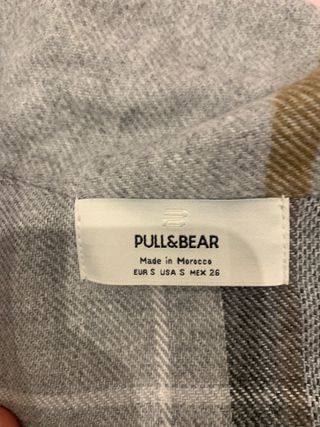 PULL&BEAR
Made in Morocco
EUR S USA S MEX 26